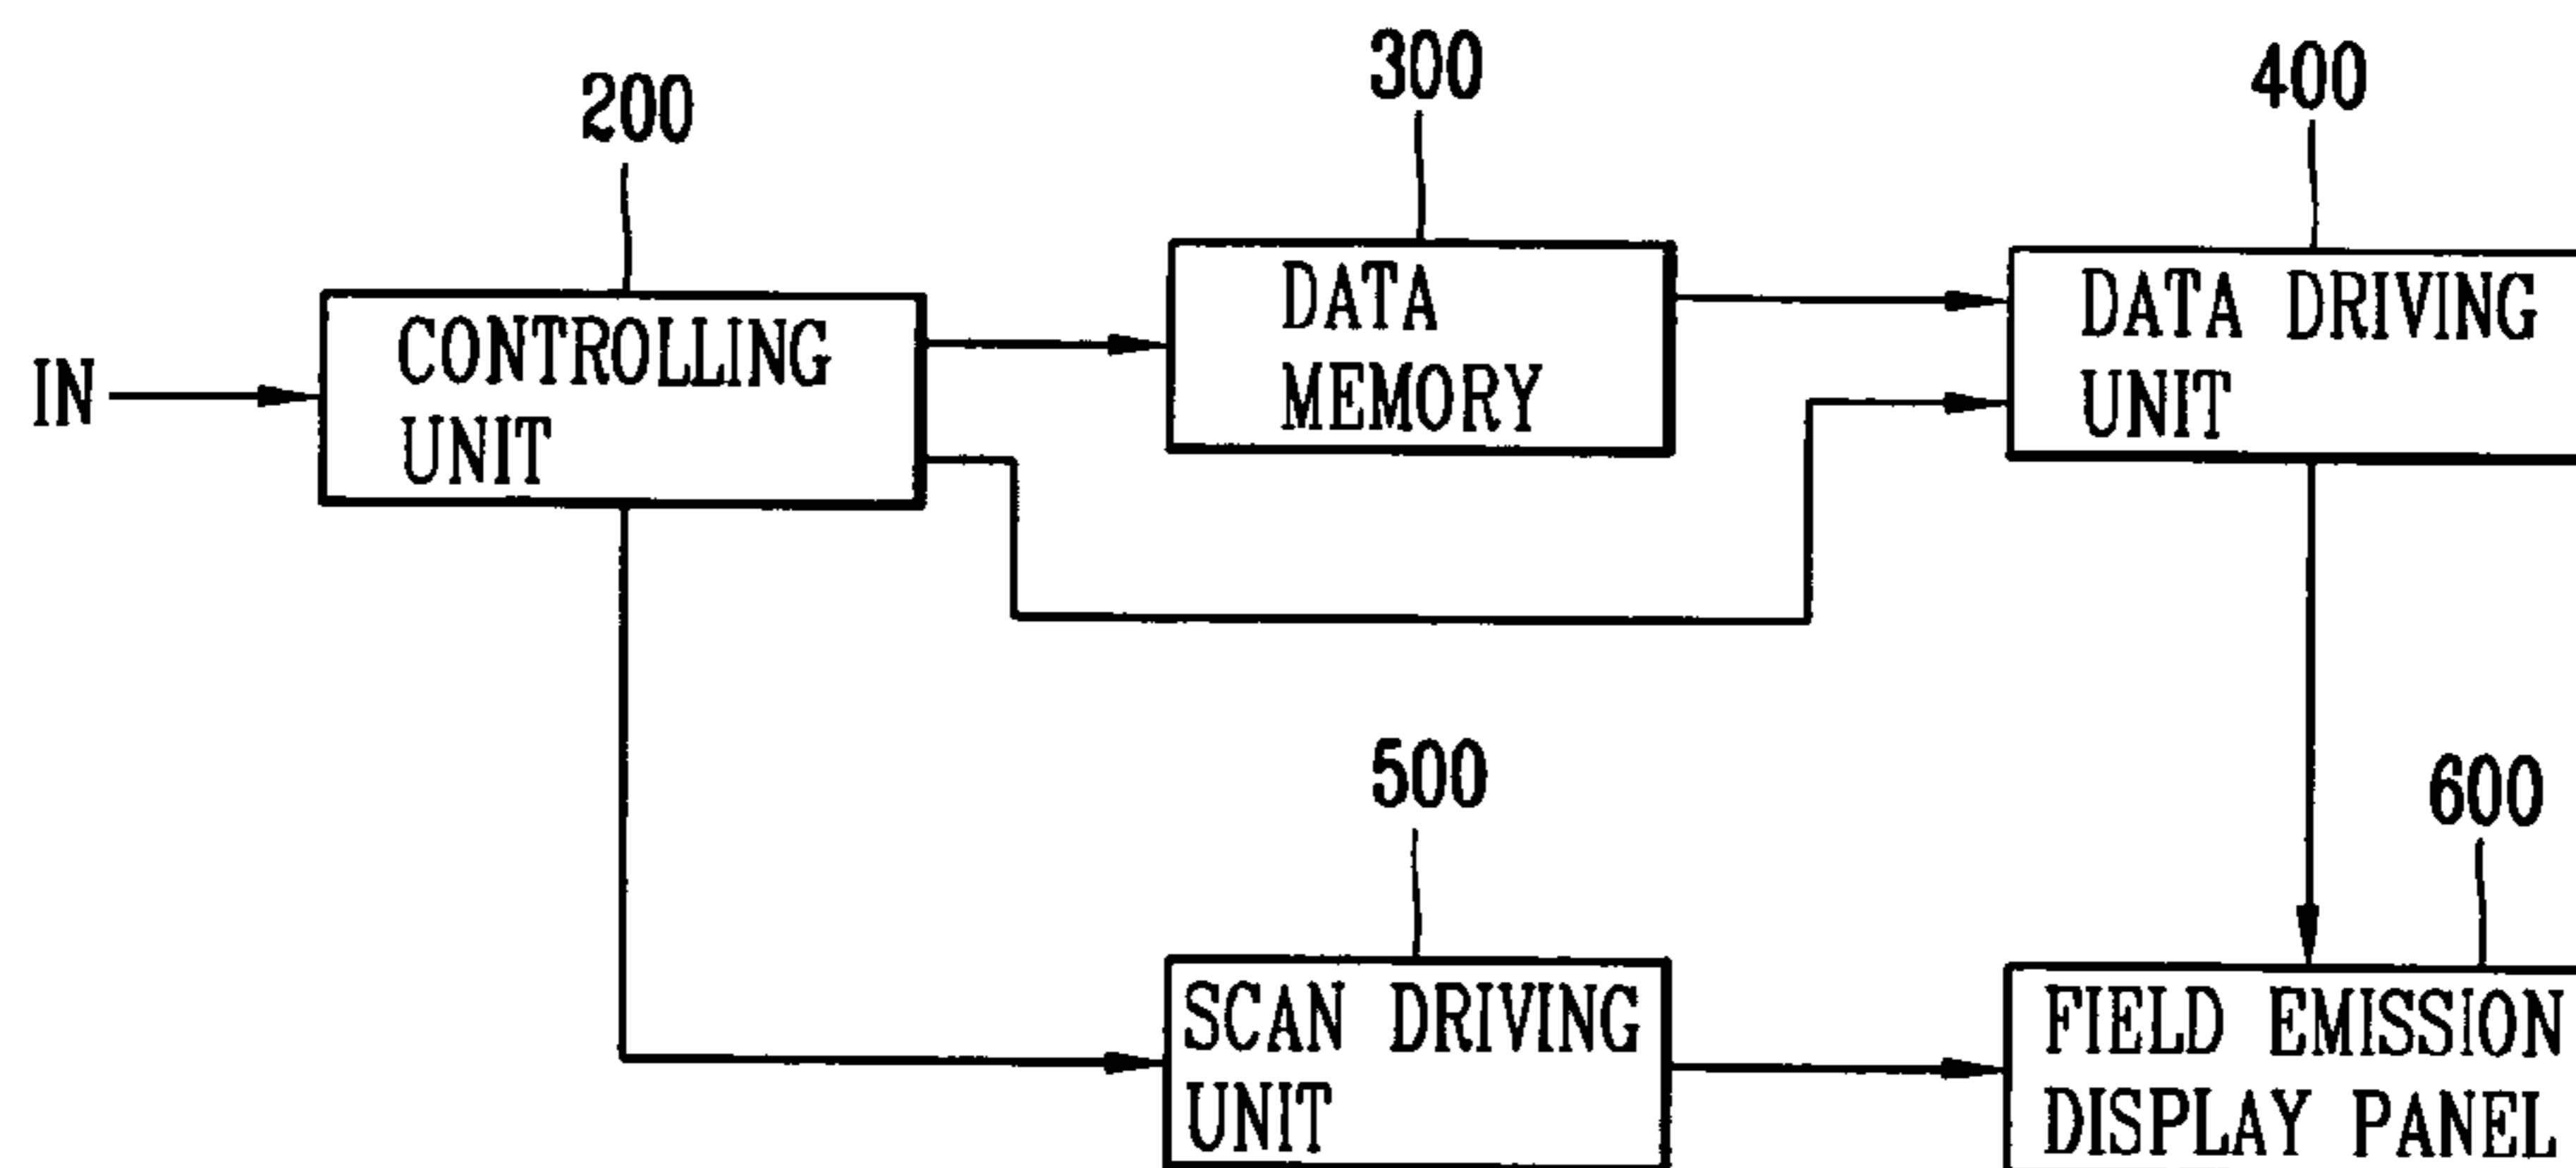 200
300
400
IN
CONTROLLING
UNIT
DATA
MEMORY
DATA DRIVING
UNIT
500
600
SCAN DRIVING
UNIT
FIELD EMISSION
DISPLAY PANEL